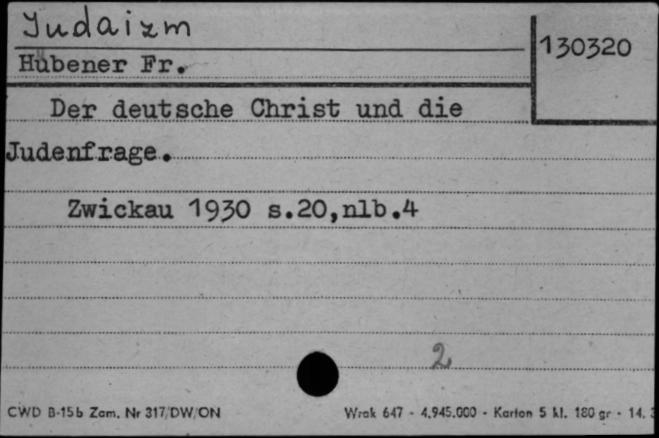 Judaizm
130320
Hübener Fr.
Der deutsche Christ und die
Judenfrage.
Zwickau 1930 s.20,nlb.4
2
CWD B-15b Zam. Nr 317/DW/ON
Wrak 647 - 4.945.000 - Karton 5 kl. 180 gr - 14.